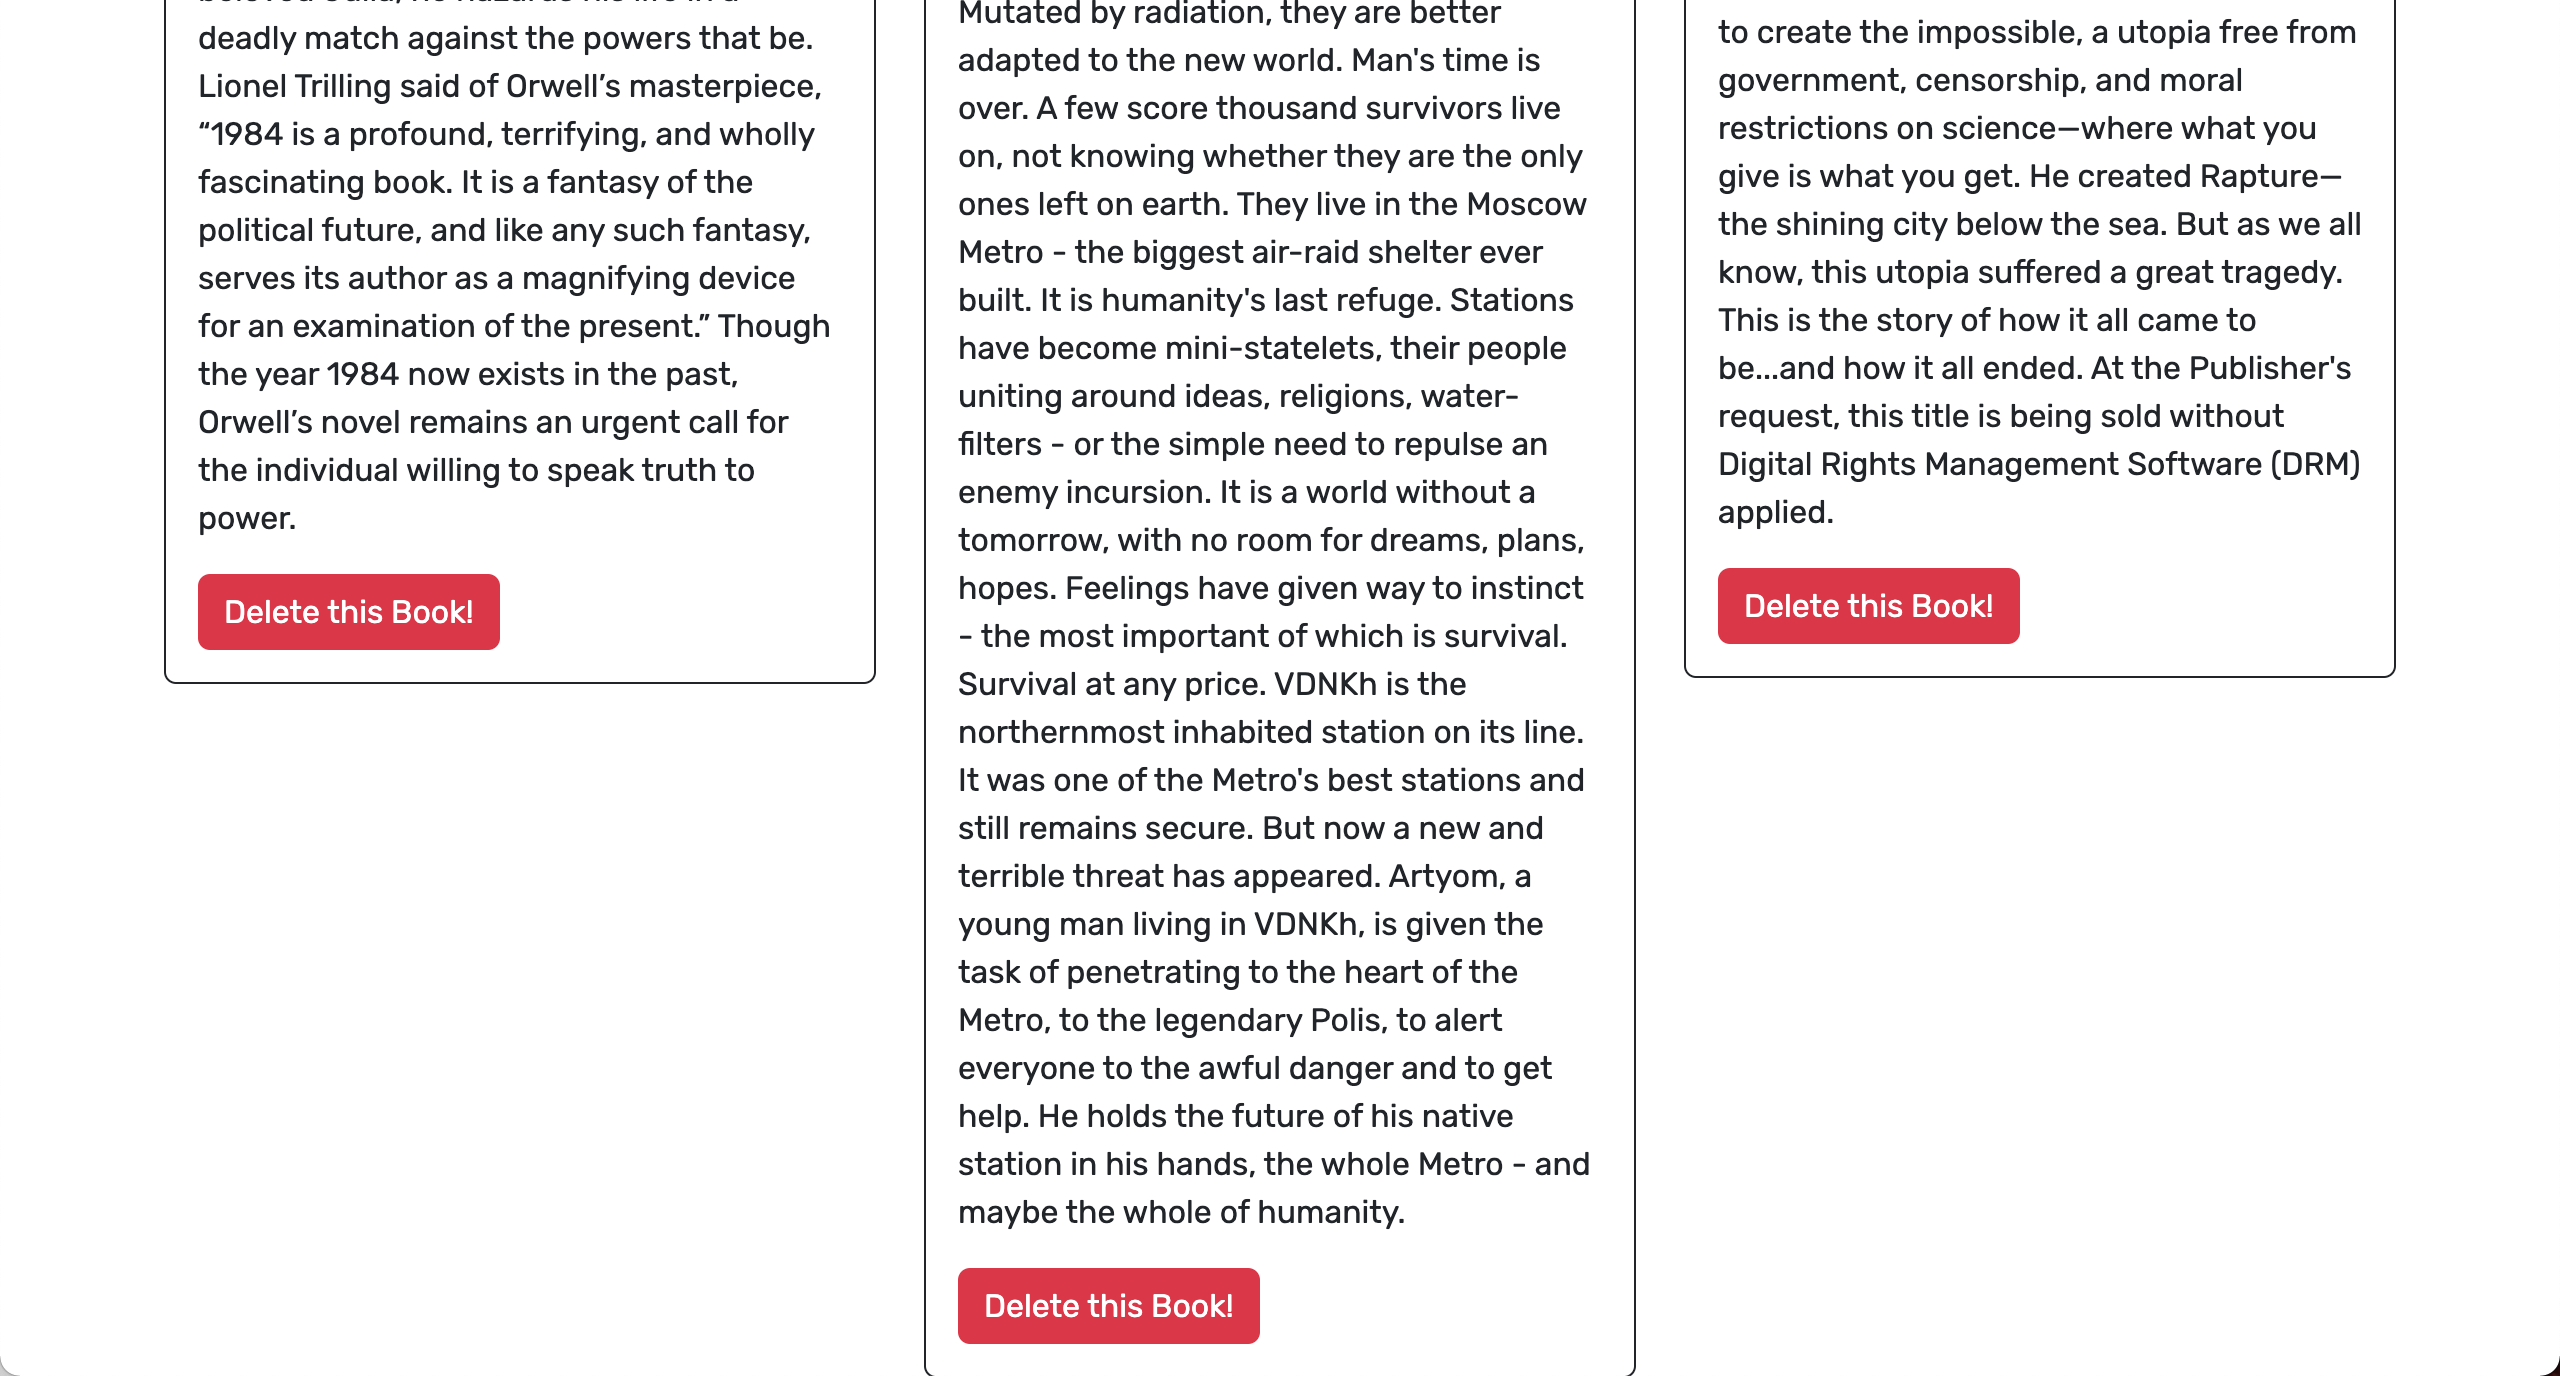 deadly match against the powers that be.
Lionel Trilling said of Orwell’s masterpiece,
“1984 is a profound, terrifying, and wholly
fascinating book. It is a fantasy of the
political future, and like any such fantasy,
serves its author as a magnifying device
for an examination of the present.” Though
the year 1984 now exists in the past,
Orwell’s novel remains an urgent call for
the individual willing to speak truth to
power.
Delete this Book!
Mutated by radiation, they are better
adapted to the new world. Man's time is
over. A few score thousand survivors live
on, not knowing whether they are the only
ones left on earth. They live in the Moscow
Metro - the biggest air-raid shelter ever
built. It is humanity's last refuge. Stations
have become mini-statelets, their people
uniting around ideas, religions, water-
filters - or the simple need to repulse an
enemy incursion. It is a world without a
tomorrow, with no room for dreams, plans,
hopes. Feelings have given way to instinct
- the most important of which is survival.
Survival at any price. VDNKh is the
northernmost inhabited station on its line.
It was one of the Metro's best stations and
still remains secure. But now a new and
terrible threat has appeared. Artyom, a
young man living in VDNKh, is given the
task of penetrating to the heart of the
Metro, to the legendary Polis, to alert
everyone to the awful danger and to get
help. He holds the future of his native
station in his hands, the whole Metro - and
maybe the whole of humanity.
Delete this Book!
to create the impossible, a utopia free from
government, censorship, and moral
restrictions on science—where what you
give is what you get. He created Rapture—
the shining city below the sea. But as we all
know, this utopia suffered a great tragedy.
This is the story of how it all came to
be...and how it all ended. At the Publisher's
request, this title is being sold without
Digital Rights Management Software (DRM)
applied.
Delete this Book!